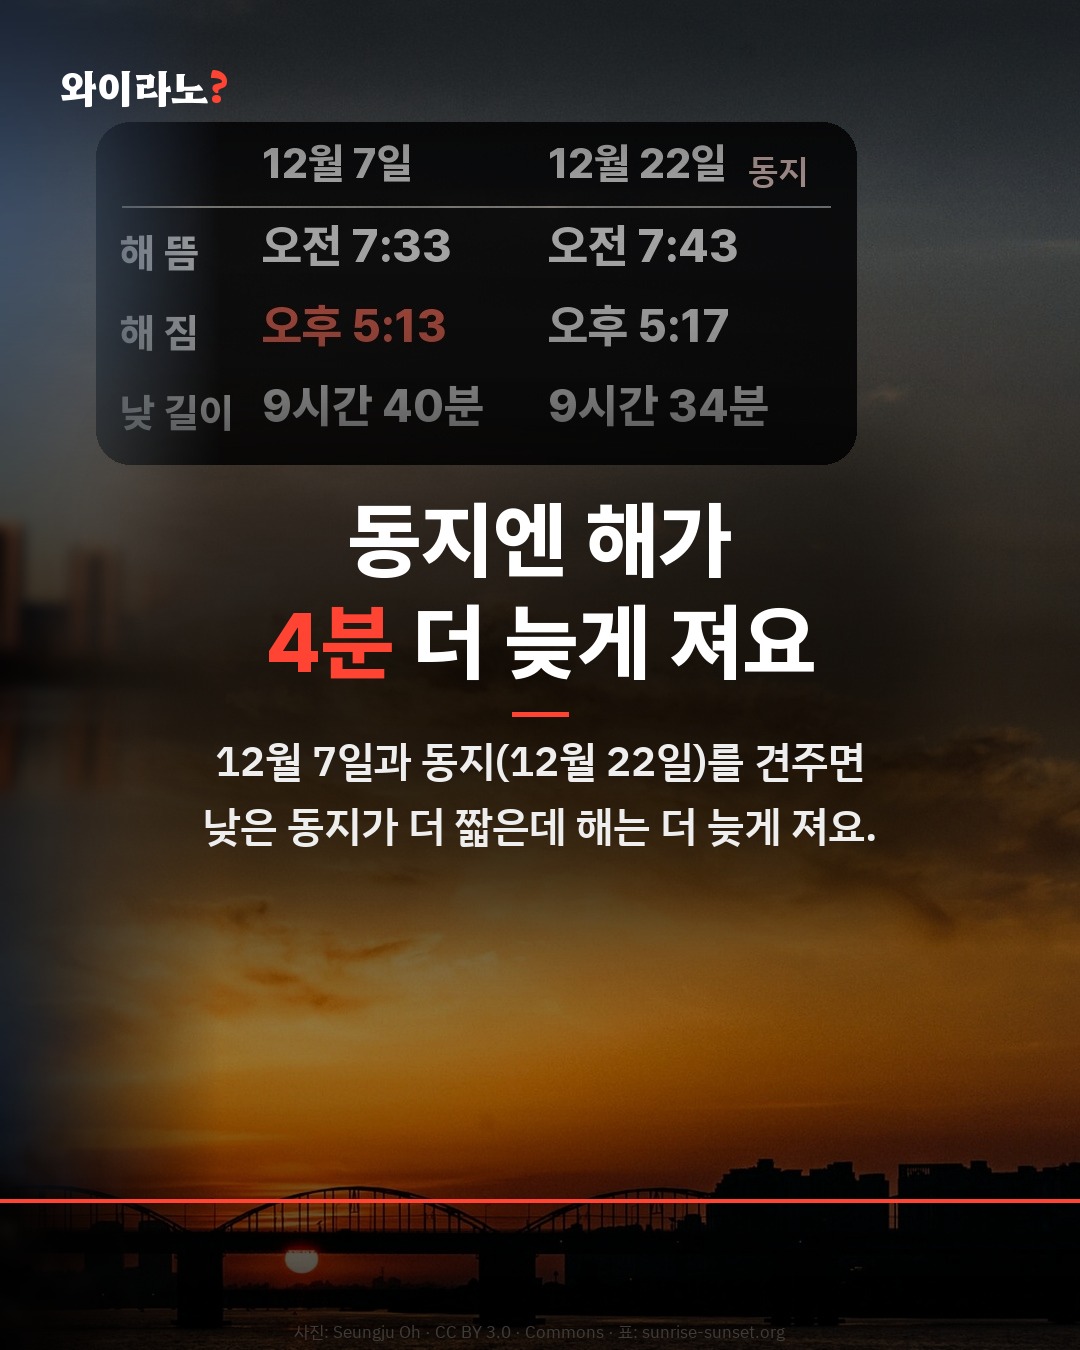 와이라노?
12월 7일 12월 22일 동지
해 뜸 오전 7:33 오전 7:43
해 짐 오후 5:13 오후 5:17
낮 길이 9시간 40분 9시간 34분
동지엔 해가
4분 더 늦게 져요
12월 7일과 동지(12월 22일)를 견주면
낮은 동지가 더 짧은데 해는 더 늦게 져요.
사진: Seungju Oh · CC BY 3.0 · Commons · 표: sunrise-sunset.org